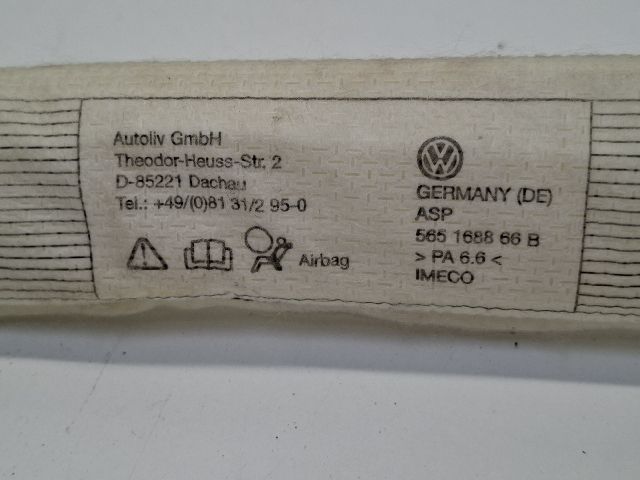 Autoliv GmbH
Theodor-Heuss-Str. 2
D-85221 Dachau
Tel.: +49/(0)81 31/2 95-0
Airbag
GERMANY (DE)
ASP
565 1688 66 B
> PA 6.6 <
IMECO